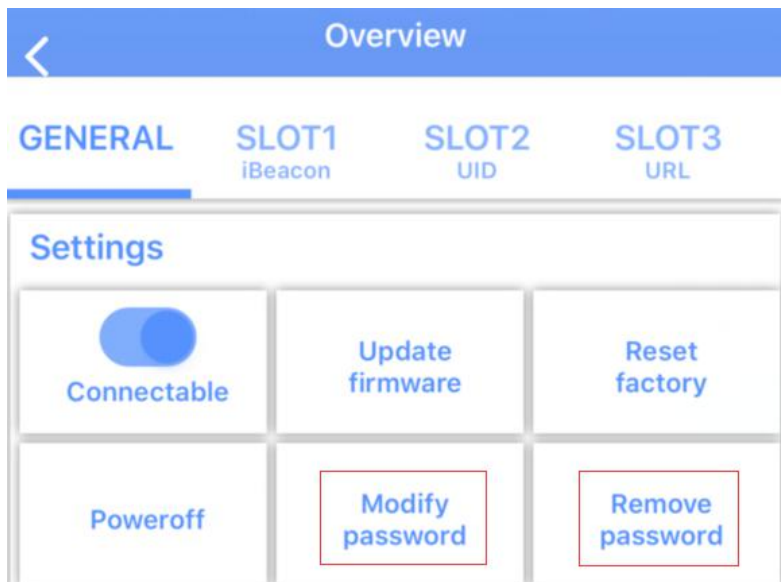 Overview
GENERAL SLOT1 SLOT2 SLOT3
iBeacon UID URL
Settings
Connectable
Update
firmware
Reset
factory
Poweroff
Modify
password
Remove
password